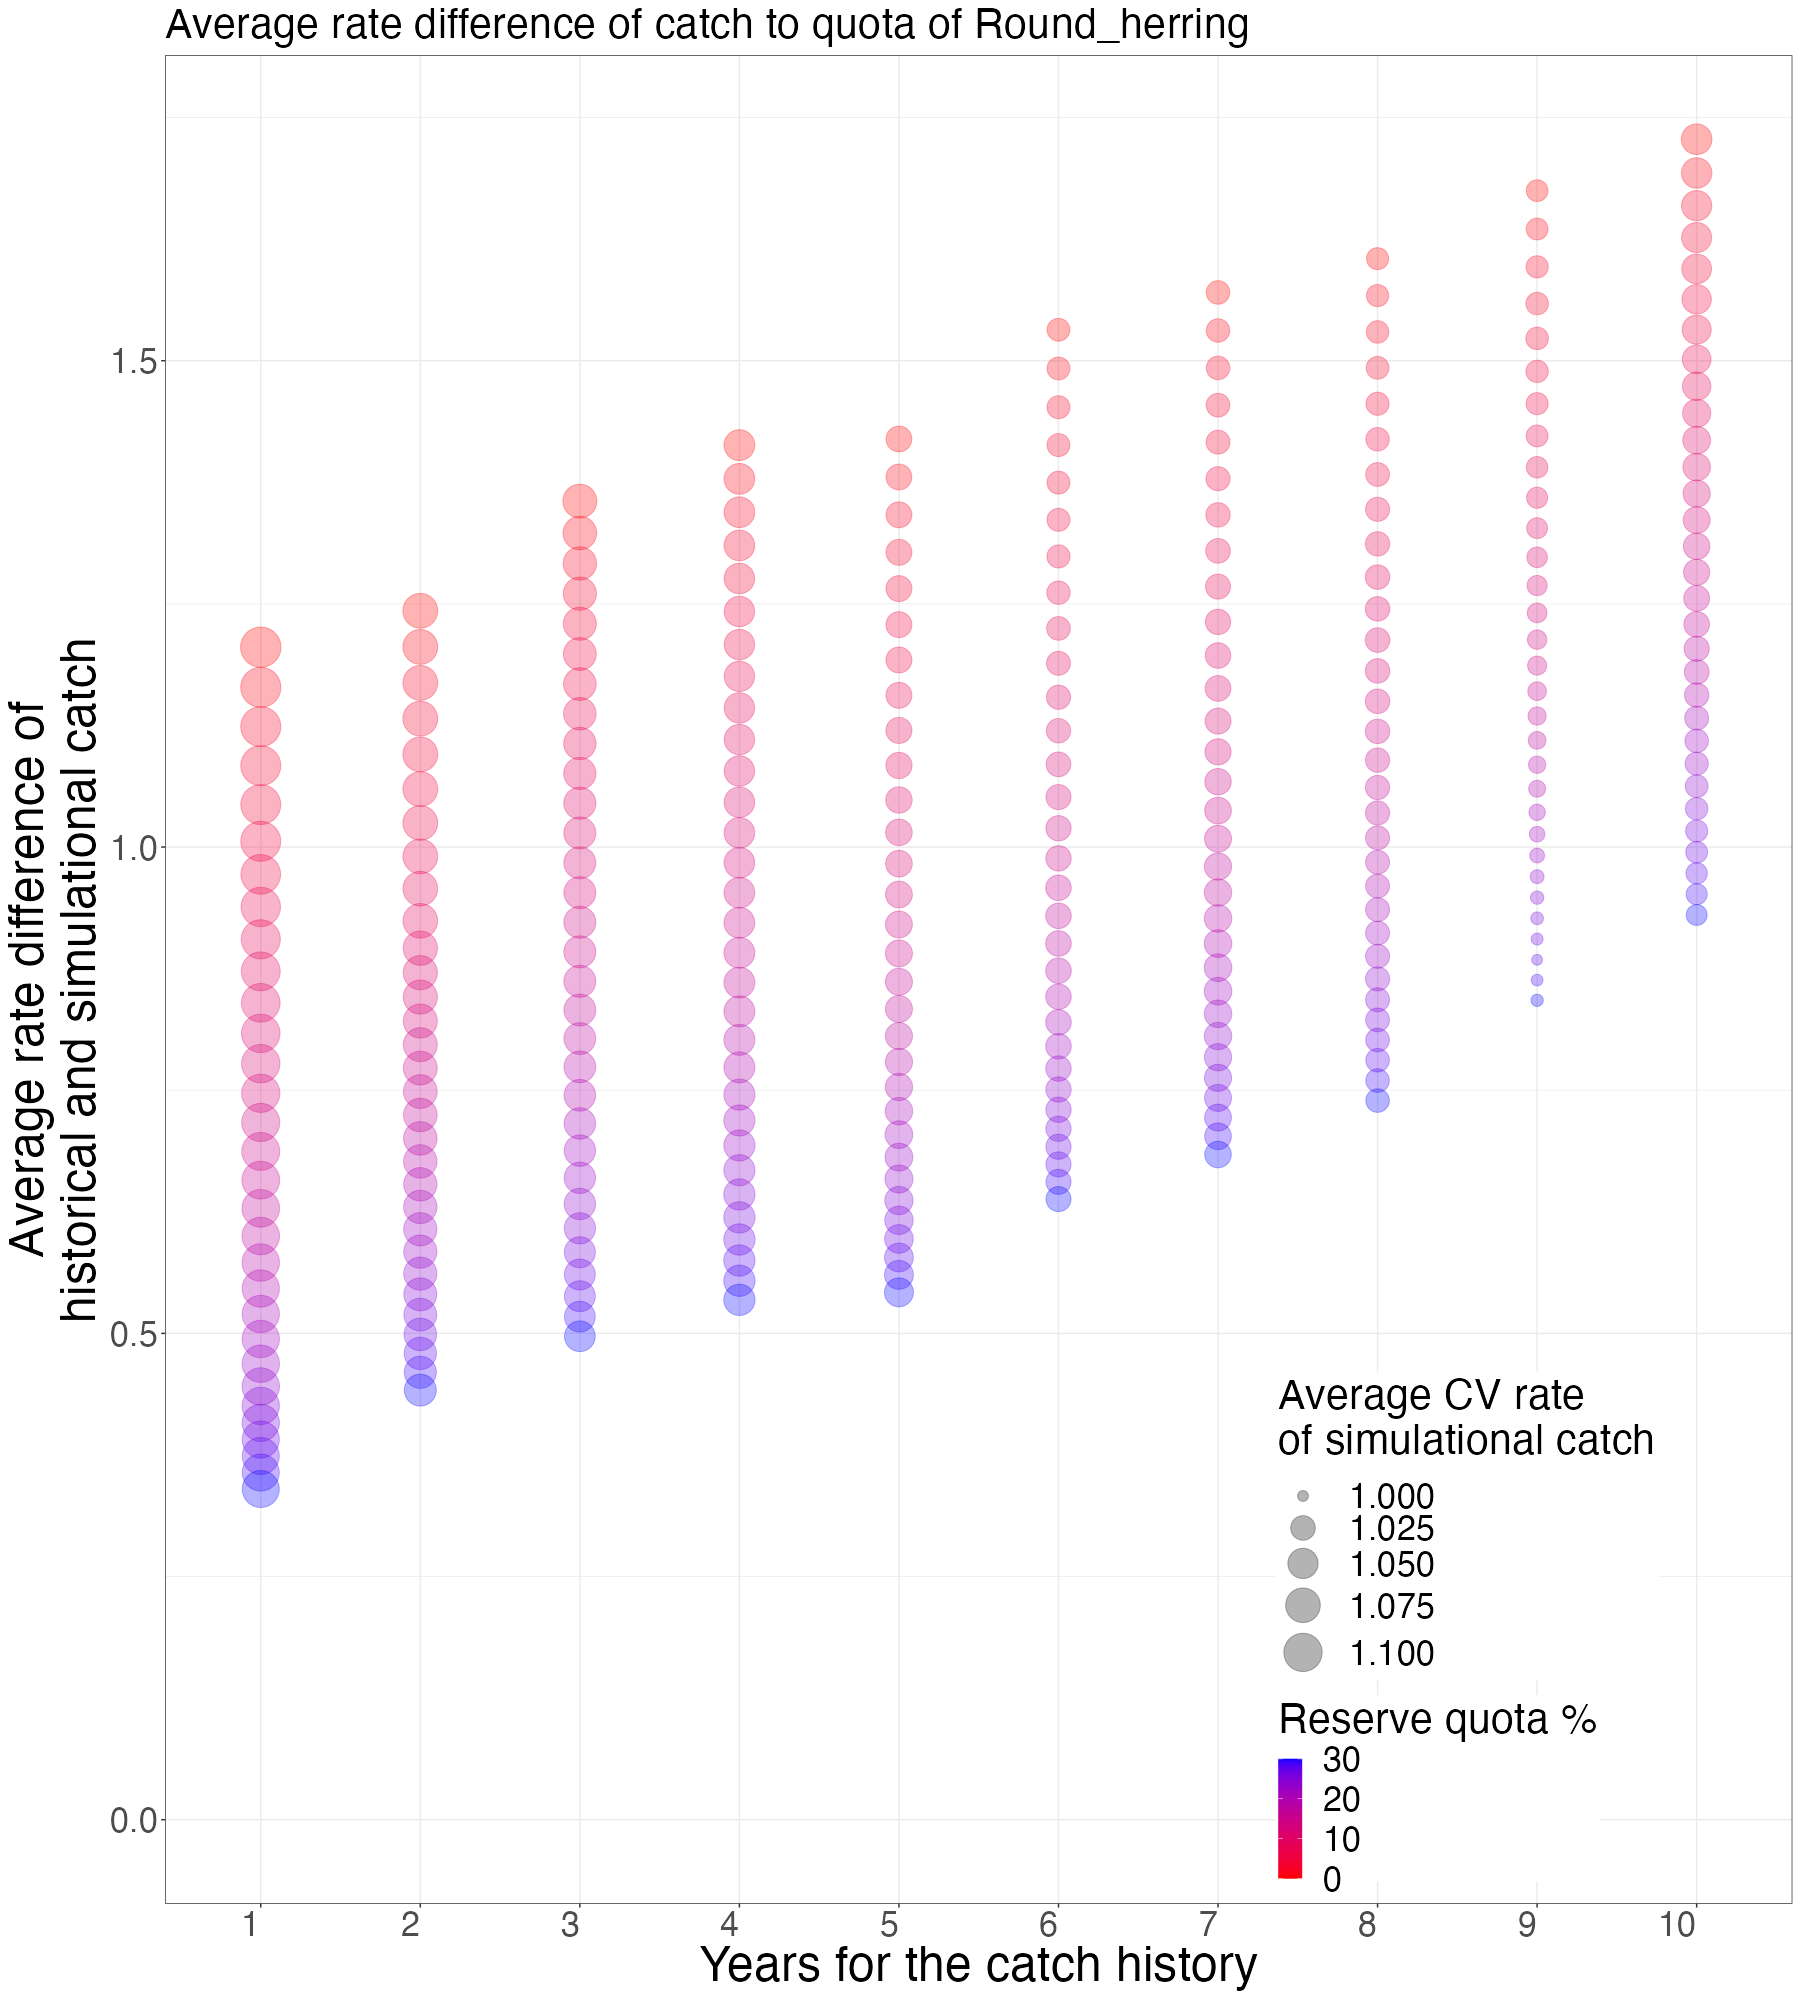 Average rate difference of catch to quota of Round_herring
Average rate difference of
historical and simulational catch
1.5
1.0
0.5
0.0
Average CV rate
of simulational catch
1.000
1.025
1.050
1.075
1.100
Reserve quota %
30
20
10
0
1 2 3 4 5 6 7 8 9 10
Years for the catch history